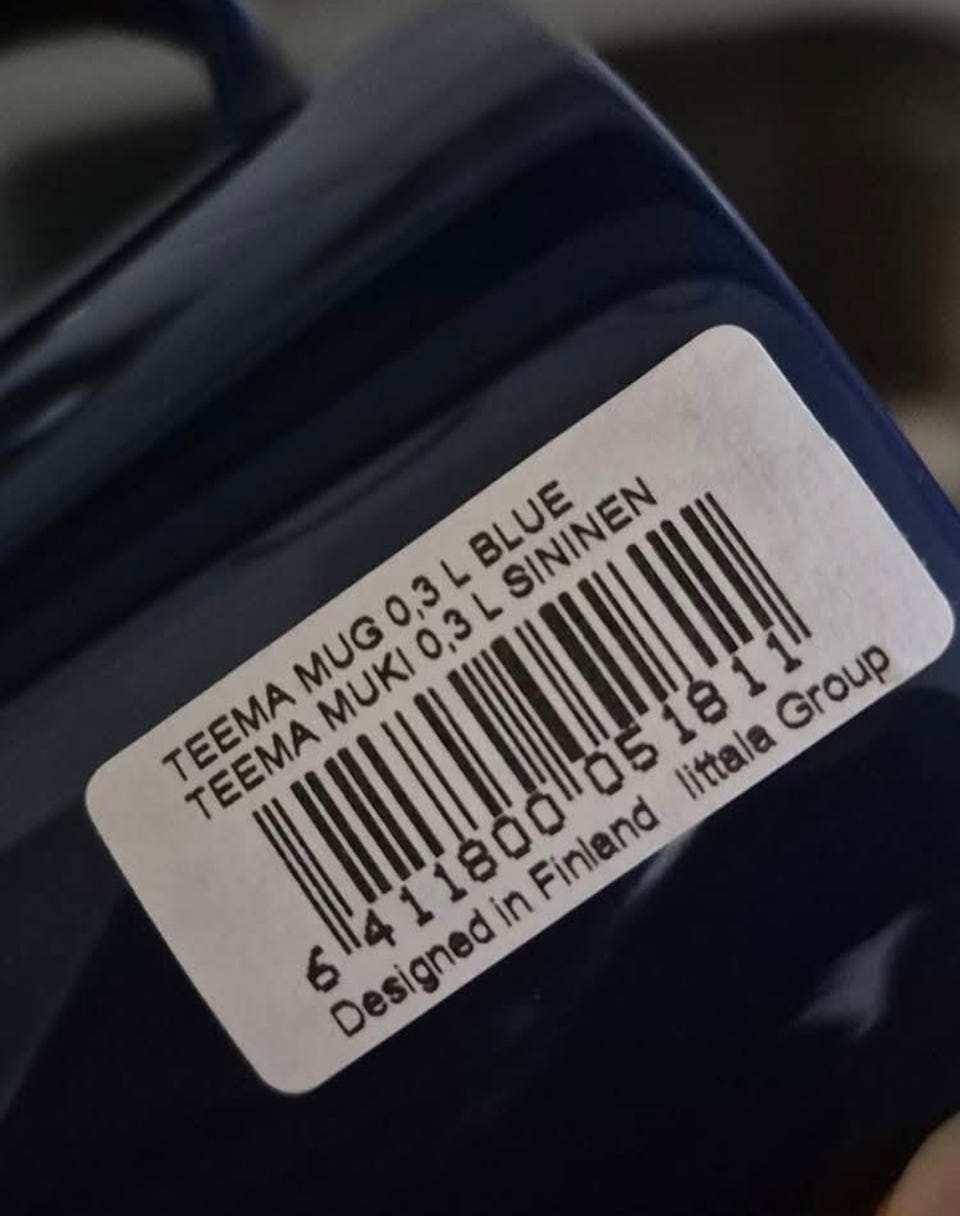 TEEMA MUG 0,3 L BLUE
TEEMA MUKI 0,3 L SININEN
6 411800 051811
Designed in Finland Iittala Group